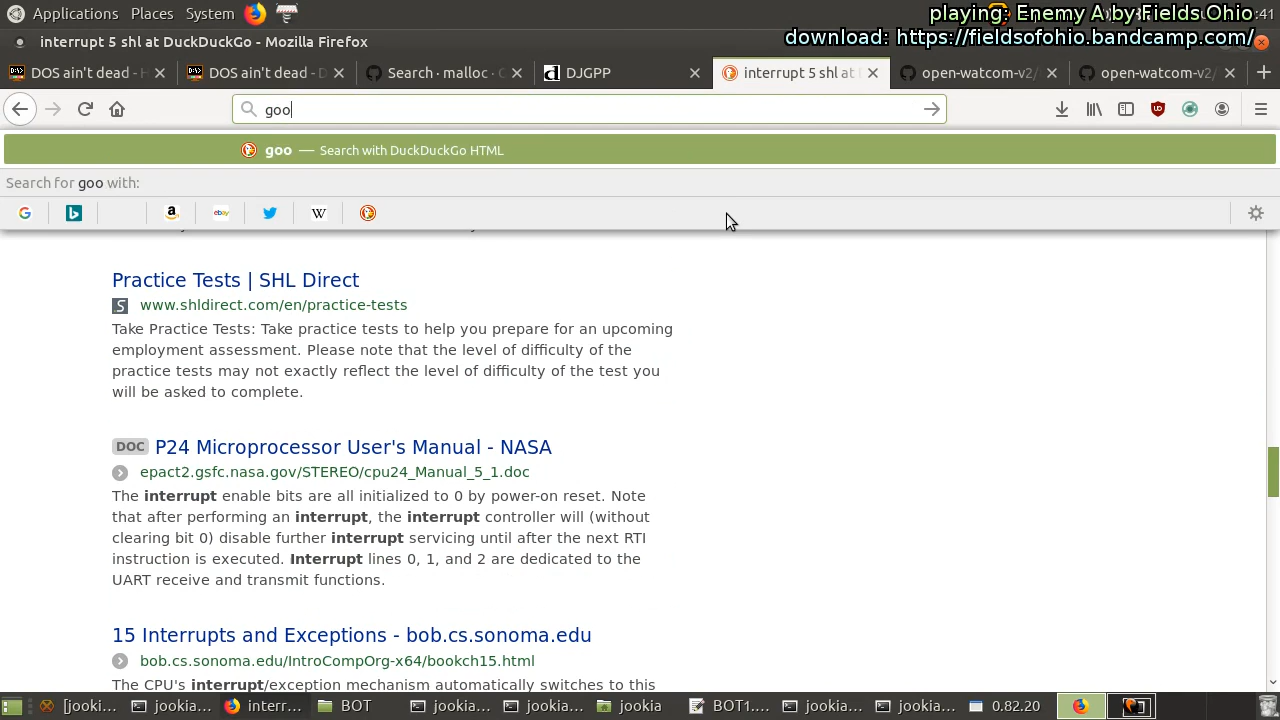 Applications Places System
playing: Enemy A by Fields Ohio
:41
interrupt 5 shl at DuckDuckGo - Mozilla Firefox
download: https://fieldsofohio.bandcamp.com/
DOS ain't dead - H
DOS ain't dead - D
Search · malloc · 
DJGPP
interrupt 5 shl at
open-watcom-v2/
open-watcom-v2/
goo
goo — Search with DuckDuckGo HTML
Search for goo with:
Practice Tests | SHL Direct
www.shldirect.com/en/practice-tests
Take Practice Tests: Take practice tests to help you prepare for an upcoming
employment assessment. Please note that the level of difficulty of the
practice tests may not exactly reflect the level of difficulty of the test you
will be asked to complete.
DOC P24 Microprocessor User's Manual - NASA
epact2.gsfc.nasa.gov/STEREO/cpu24_Manual_5_1.doc
The interrupt enable bits are all initialized to 0 by power-on reset. Note
that after performing an interrupt, the interrupt controller will (without
clearing bit 0) disable further interrupt servicing until after the next RTI
instruction is executed. Interrupt lines 0, 1, and 2 are dedicated to the
UART receive and transmit functions.
15 Interrupts and Exceptions - bob.cs.sonoma.edu
bob.cs.sonoma.edu/IntroCompOrg-x64/bookch15.html
The CPU's interrupt/exception mechanism automatically switches to this
[jooki...
jookia...
interr...
BOT
jookia...
jookia...
jookia
BOT1....
jookia...
jookia...
0.82.20